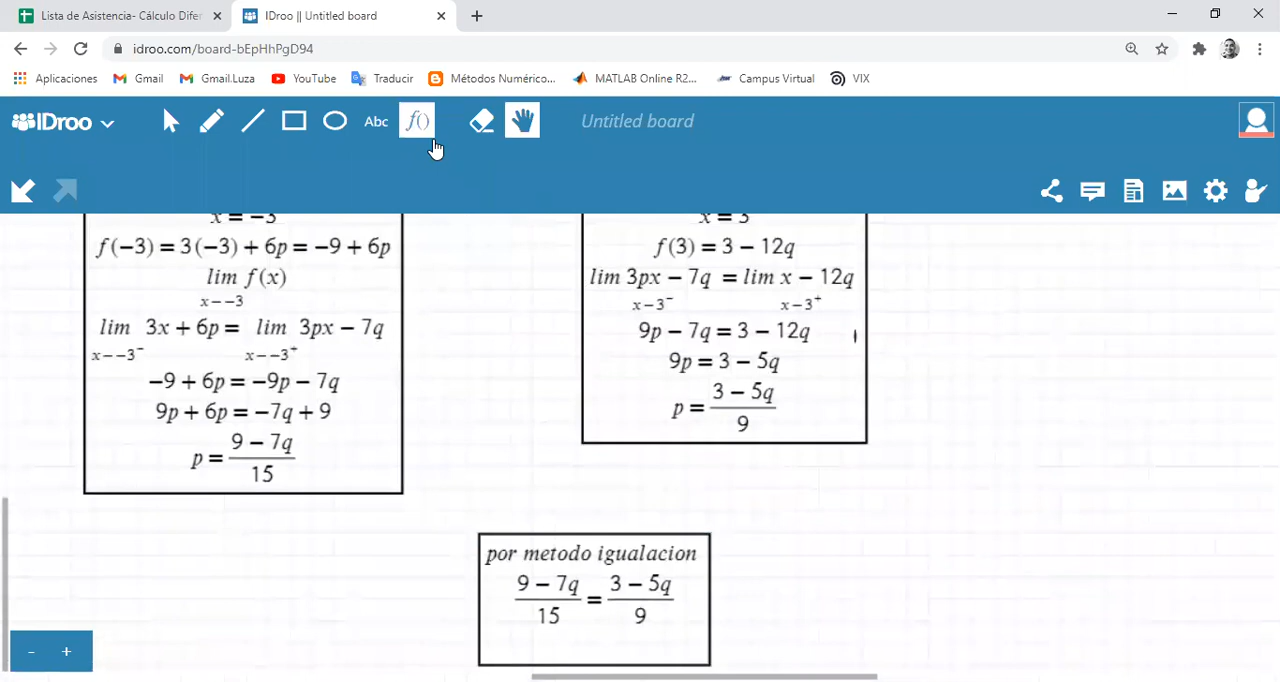 Lista de Asistencia- Cálculo Difer
IDroo || Untitled board
idroo.com/board-bEpHhPgD94
Aplicaciones
Gmail
Gmail.Luza
YouTube
Traducir
Métodos Numérico...
MATLAB Online R2...
Campus Virtual
VIX
IDroo
Abc
f()
Untitled board
x = −3
f(−3) = 3(−3) + 6p = −9 + 6p
lim f(x)
x−−3
lim 3x + 6p = lim 3px − 7q
x−−3⁻ x−−3⁺
−9 + 6p = −9p − 7q
9p + 6p = −7q + 9
p = (9 − 7q)/15
x = 3
f(3) = 3 − 12q
lim 3px − 7q = lim x − 12q
x−3⁻ x−3⁺
9p − 7q = 3 − 12q
9p = 3 − 5q
p = (3 − 5q)/9
por metodo igualacion
(9 − 7q)/15 = (3 − 5q)/9
- +